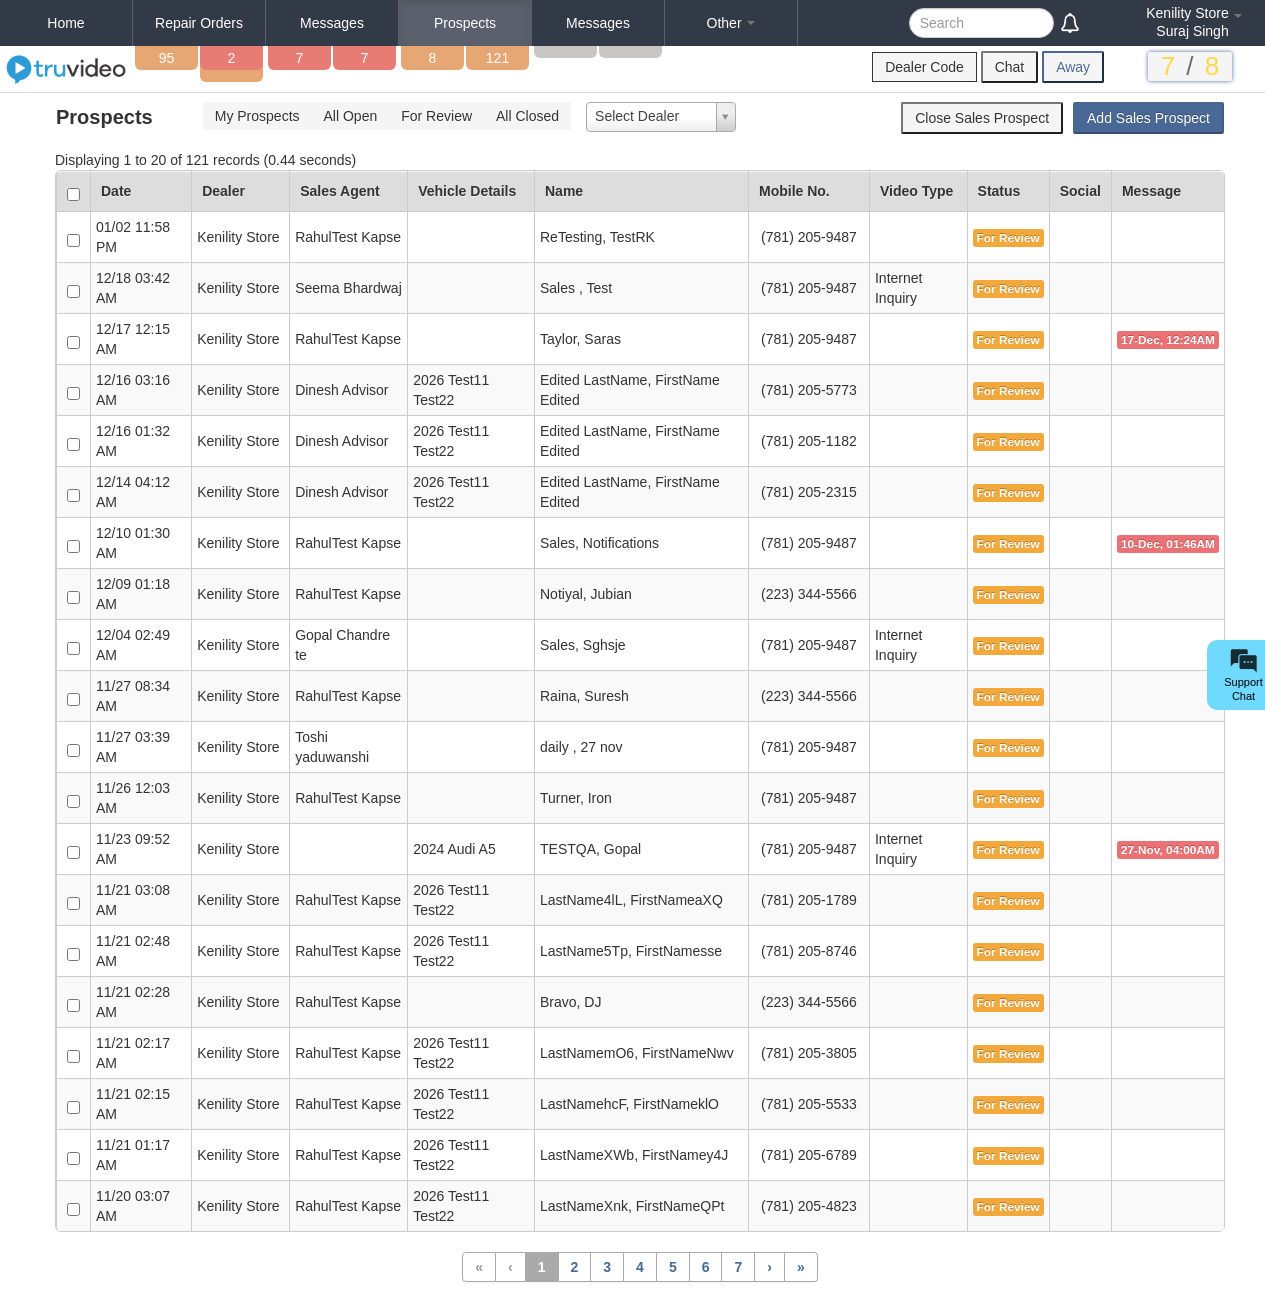 Home Repair Orders Messages Prospects Messages Other Search Kenility Store
Suraj Singh
95 2 7 7 8 121
truvideo Dealer Code Chat Away 7 / 8
Prospects My Prospects All Open For Review All Closed Select Dealer Close Sales Prospect Add Sales Prospect
Displaying 1 to 20 of 121 records (0.44 seconds)
Date Dealer Sales Agent Vehicle Details Name Mobile No. Video Type Status Social Message
01/02 11:58
PM Kenility Store RahulTest Kapse ReTesting, TestRK (781) 205-9487 For Review
12/18 03:42
AM Kenility Store Seema Bhardwaj Sales , Test (781) 205-9487 Internet
Inquiry For Review
12/17 12:15
AM Kenility Store RahulTest Kapse Taylor, Saras (781) 205-9487 For Review 17-Dec, 12:24AM
12/16 03:16
AM Kenility Store Dinesh Advisor 2026 Test11
Test22 Edited LastName, FirstName
Edited (781) 205-5773 For Review
12/16 01:32
AM Kenility Store Dinesh Advisor 2026 Test11
Test22 Edited LastName, FirstName
Edited (781) 205-1182 For Review
12/14 04:12
AM Kenility Store Dinesh Advisor 2026 Test11
Test22 Edited LastName, FirstName
Edited (781) 205-2315 For Review
12/10 01:30
AM Kenility Store RahulTest Kapse Sales, Notifications (781) 205-9487 For Review 10-Dec, 01:46AM
12/09 01:18
AM Kenility Store RahulTest Kapse Notiyal, Jubian (223) 344-5566 For Review
12/04 02:49
AM Kenility Store Gopal Chandre
te Sales, Sghsje (781) 205-9487 Internet
Inquiry For Review
11/27 08:34
AM Kenility Store RahulTest Kapse Raina, Suresh (223) 344-5566 For Review
Support
Chat
11/27 03:39
AM Kenility Store Toshi
yaduwanshi daily , 27 nov (781) 205-9487 For Review
11/26 12:03
AM Kenility Store RahulTest Kapse Turner, Iron (781) 205-9487 For Review
11/23 09:52
AM Kenility Store 2024 Audi A5 TESTQA, Gopal (781) 205-9487 Internet
Inquiry For Review 27-Nov, 04:00AM
11/21 03:08
AM Kenility Store RahulTest Kapse 2026 Test11
Test22 LastName4lL, FirstNameaXQ (781) 205-1789 For Review
11/21 02:48
AM Kenility Store RahulTest Kapse 2026 Test11
Test22 LastName5Tp, FirstNamesse (781) 205-8746 For Review
11/21 02:28
AM Kenility Store RahulTest Kapse Bravo, DJ (223) 344-5566 For Review
11/21 02:17
AM Kenility Store RahulTest Kapse 2026 Test11
Test22 LastNamemO6, FirstNameNwv (781) 205-3805 For Review
11/21 02:15
AM Kenility Store RahulTest Kapse 2026 Test11
Test22 LastNamehcF, FirstNameklO (781) 205-5533 For Review
11/21 01:17
AM Kenility Store RahulTest Kapse 2026 Test11
Test22 LastNameXWb, FirstNamey4J (781) 205-6789 For Review
11/20 03:07
AM Kenility Store RahulTest Kapse 2026 Test11
Test22 LastNameXnk, FirstNameQPt (781) 205-4823 For Review
« ‹ 1 2 3 4 5 6 7 › »